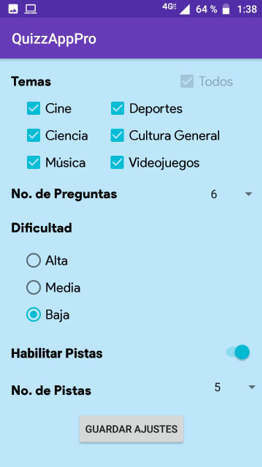 4G 64 % 1:38
QuizzAppPro
Temas Todos
Cine Deportes
Ciencia Cultura General
Música Videojuegos
No. de Preguntas 6
Dificultad
Alta
Media
Baja
Habilitar Pistas
No. de Pistas 5
GUARDAR AJUSTES